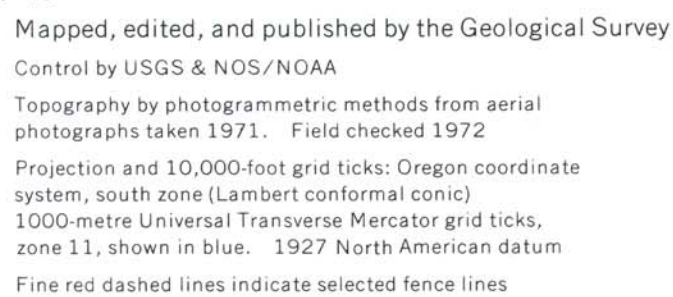 Mapped, edited, and published by the Geological Survey
Control by USGS & NOS/NOAA
Topography by photogrammetric methods from aerial
photographs taken 1971. Field checked 1972
Projection and 10,000-foot grid ticks: Oregon coordinate
system, south zone (Lambert conformal conic)
1000-metre Universal Transverse Mercator grid ticks,
zone 11, shown in blue. 1927 North American datum
Fine red dashed lines indicate selected fence lines